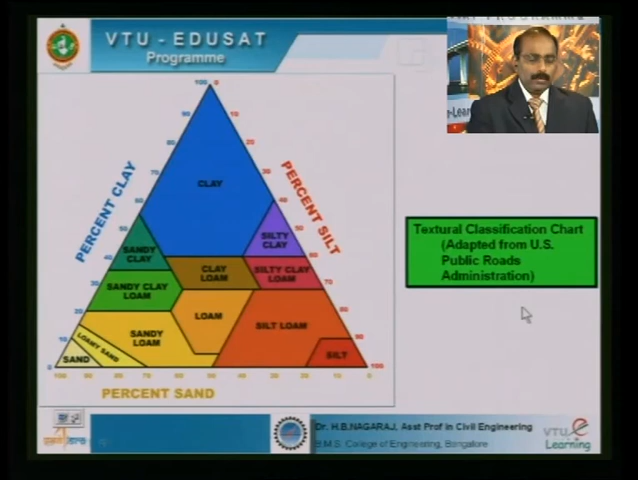 VTU - EDUSAT
Programme
PERCENT CLAY
PERCENT SILT
CLAY
SANDY
CLAY
SILTY
CLAY
CLAY
LOAM
SILTY CLAY
LOAM
SANDY CLAY
LOAM
LOAM
SILT LOAM
SANDY
LOAM
LOAMY SAND
SAND
SILT
PERCENT SAND
Textural Classification Chart
(Adapted from U.S.
Public Roads
Administration)
Dr. H.B.NAGARAJ, Asst Prof in Civil Engineering
B.M.S. College of Engineering, Bangalore
VTU e
Learning